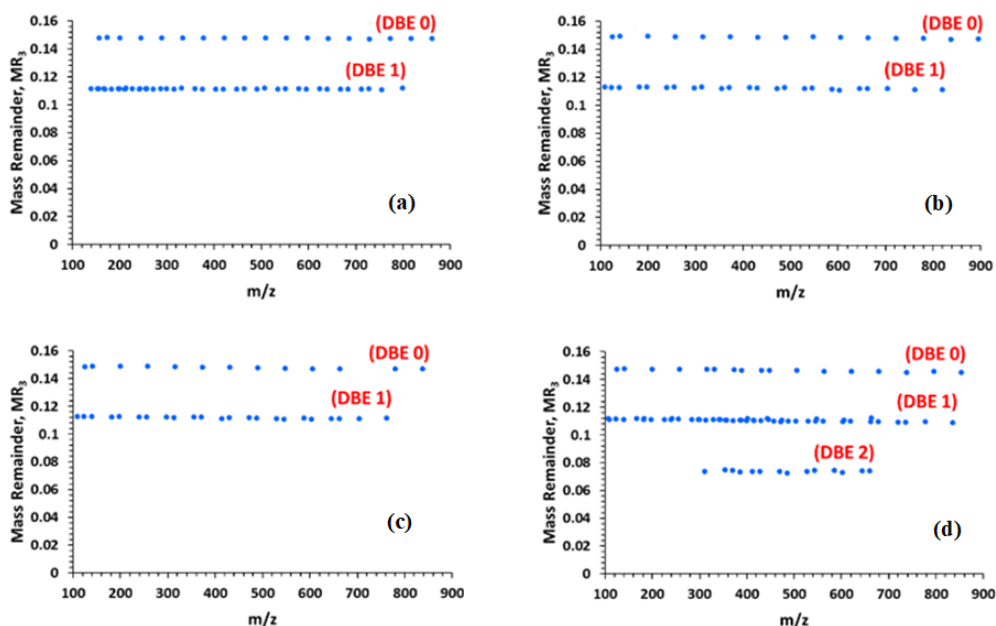 0.16
(DBE 0)
0.14
0.12
(DBE 1)
0.1
0.08
0.06
0.04
(a)
0.02
0
100 200 300 400 500 600 700 800 900
m/z
Mass Remainder, MR3
0.16
(DBE 0)
0.14
0.12
(DBE 1)
0.1
0.08
0.06
0.04
(b)
0.02
0
100 200 300 400 500 600 700 800 900
m/z
Mass Remainder, MR3
0.16
(DBE 0)
0.14
0.12
(DBE 1)
0.1
0.08
0.06
0.04
(c)
0.02
0
100 200 300 400 500 600 700 800 900
m/z
Mass Remainder, MR3
0.16
(DBE 0)
0.14
0.12
(DBE 1)
0.1
(DBE 2)
0.08
0.06
0.04
(d)
0.02
0
100 200 300 400 500 600 700 800 900
m/z
Mass Remainder, MR3